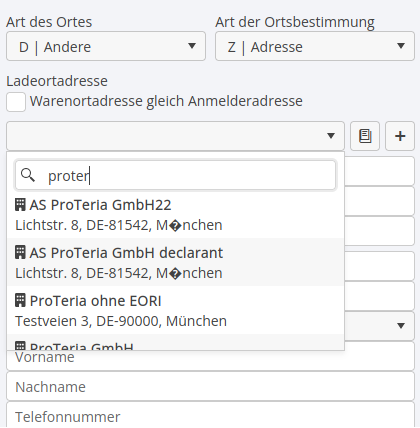 Art des Ortes
Art der Ortsbestimmung
D | Andere
Z | Adresse
Ladeortadresse
Warenortadresse gleich Anmelderadresse
proter
AS ProTeria GmbH22
Lichtstr. 8, DE-81542, M�nchen
AS ProTeria GmbH declarant
Lichtstr. 8, DE-81542, M�nchen
ProTeria ohne EORI
Testveien 3, DE-90000, München
ProTeria GmbH
Vorname
Nachname
Telefonnummer